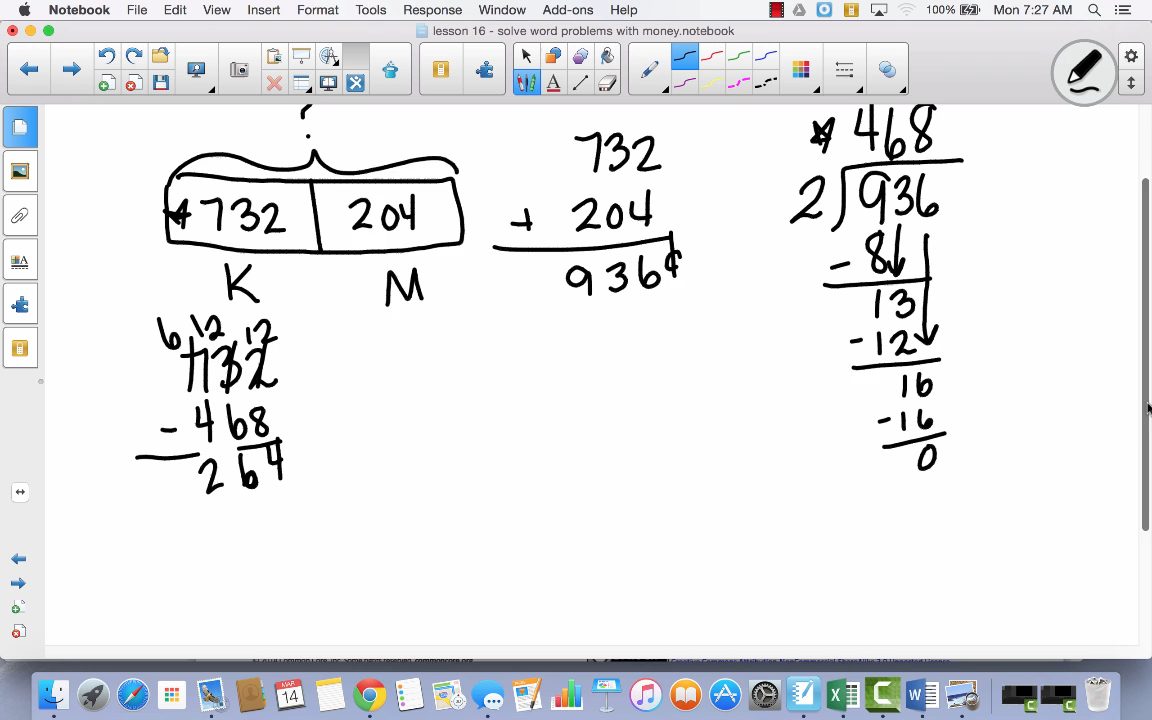 Notebook File Edit View Insert Format Tools Response Window Add-ons Help 100% Mon 7:27 AM
lesson 16 - solve word problems with money.notebook
?
732 204
K M
6 12 12
732
- 468
264
732
+ 204
936¢
468
2 936
- 8
13
- 12
16
- 16
0
MAR
14
W